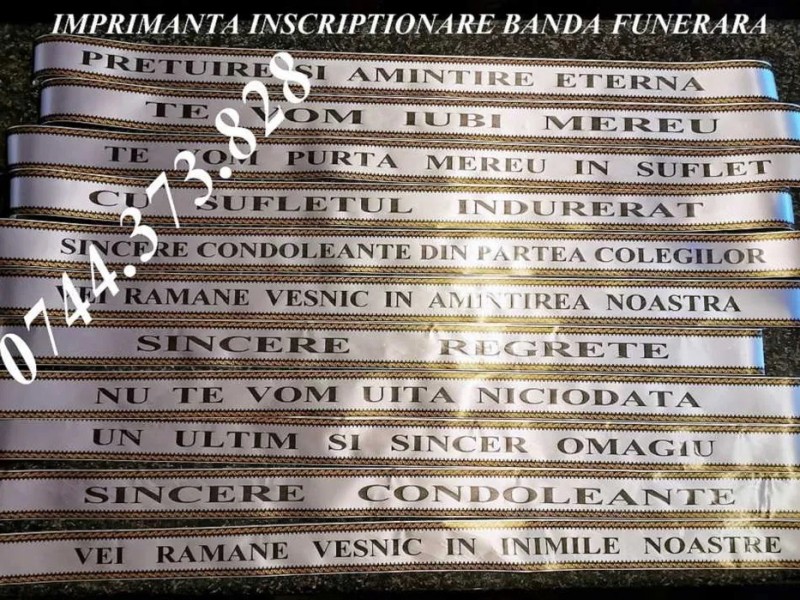 IMPRIMANTA INSCRIPTIONARE BANDA FUNERARA
PRETUIRE SI AMINTIRE ETERNA
TE VOM IUBI MEREU
TE VOM PURTA MEREU IN SUFLET
CU SUFLETUL INDURERAT
SINCERE CONDOLEANTE DIN PARTEA COLEGILOR
VEI RAMANE VESNIC IN AMINTIREA NOASTRA
SINCERE REGRETE
NU TE VOM UITA NICIODATA
UN ULTIM SI SINCER OMAGIU
SINCERE CONDOLEANTE
VEI RAMANE VESNIC IN INIMILE NOASTRE
0744.373.828